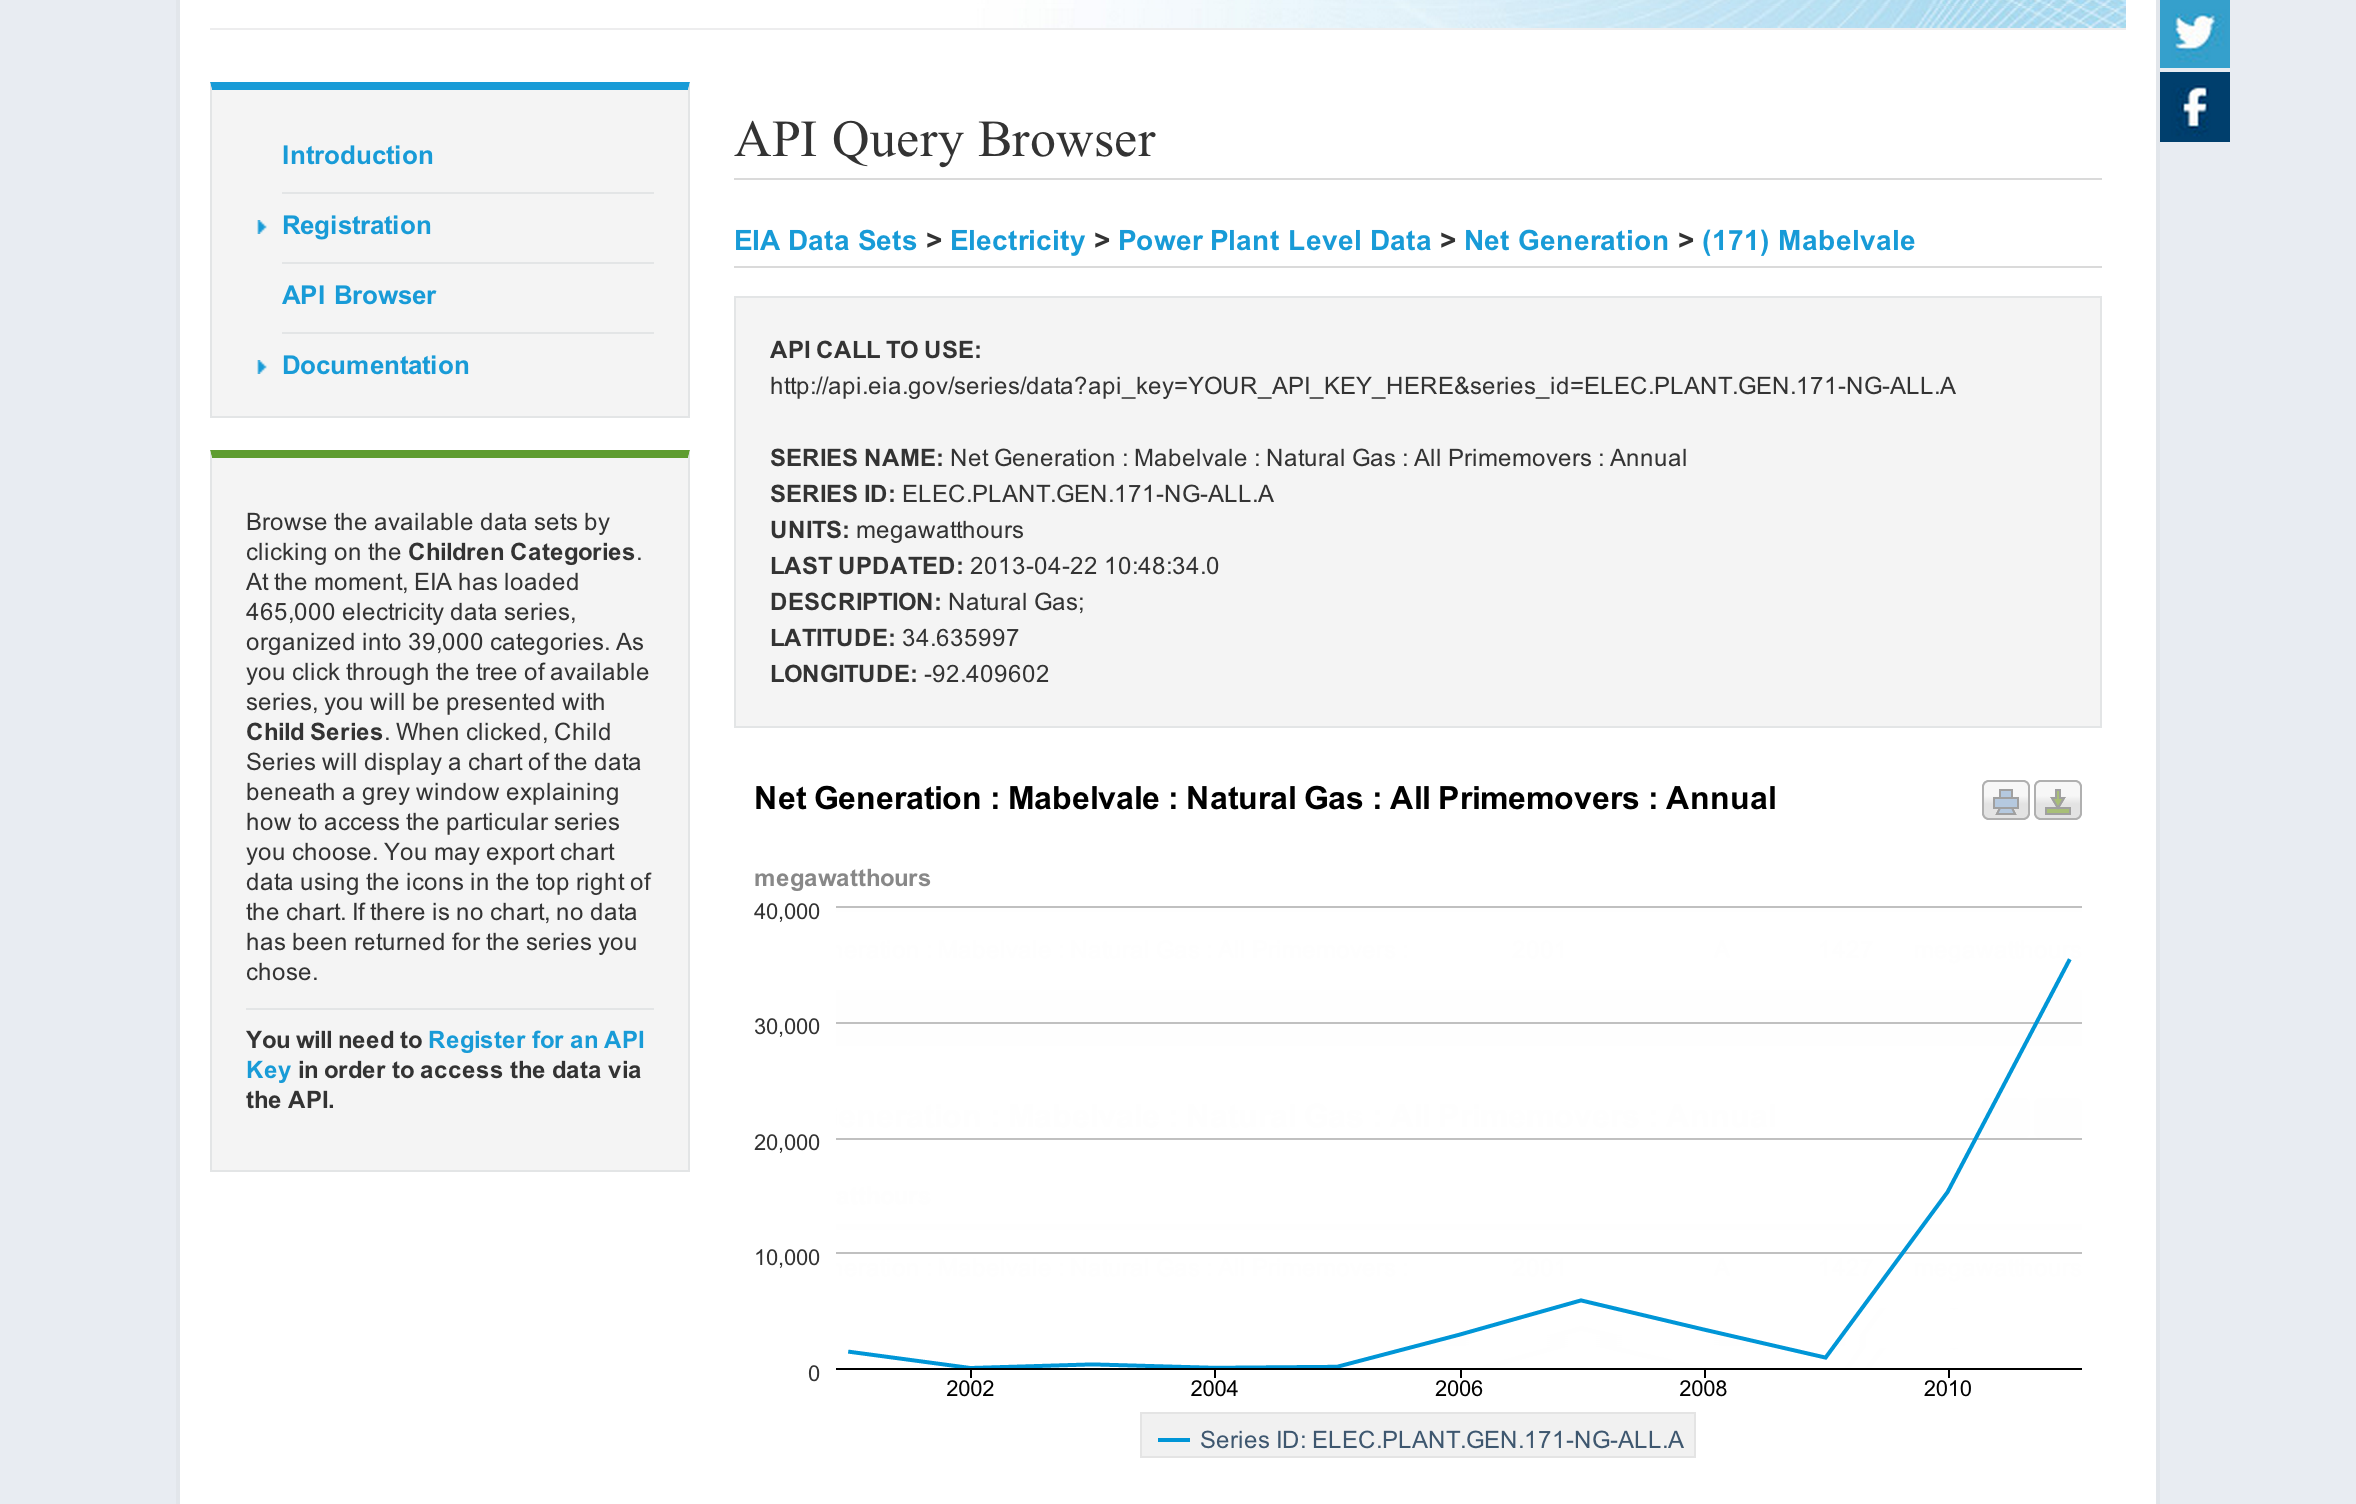 Introduction
Registration
API Browser
Documentation
Browse the available data sets by
clicking on the Children Categories.
At the moment, EIA has loaded
465,000 electricity data series,
organized into 39,000 categories. As
you click through the tree of available
series, you will be presented with
Child Series. When clicked, Child
Series will display a chart of the data
beneath a grey window explaining
how to access the particular series
you choose. You may export chart
data using the icons in the top right of
the chart. If there is no chart, no data
has been returned for the series you
chose.
You will need to Register for an API
Key in order to access the data via
the API.
API Query Browser
EIA Data Sets > Electricity > Power Plant Level Data > Net Generation > (171) Mabelvale
API CALL TO USE:
http://api.eia.gov/series/data?api_key=YOUR_API_KEY_HERE&series_id=ELEC.PLANT.GEN.171-NG-ALL.A
SERIES NAME: Net Generation : Mabelvale : Natural Gas : All Primemovers : Annual
SERIES ID: ELEC.PLANT.GEN.171-NG-ALL.A
UNITS: megawatthours
LAST UPDATED: 2013-04-22 10:48:34.0
DESCRIPTION: Natural Gas;
LATITUDE: 34.635997
LONGITUDE: -92.409602
Net Generation : Mabelvale : Natural Gas : All Primemovers : Annual
megawatthours
40,000
30,000
20,000
10,000
0
2002 2004 2006 2008 2010
Series ID: ELEC.PLANT.GEN.171-NG-ALL.A